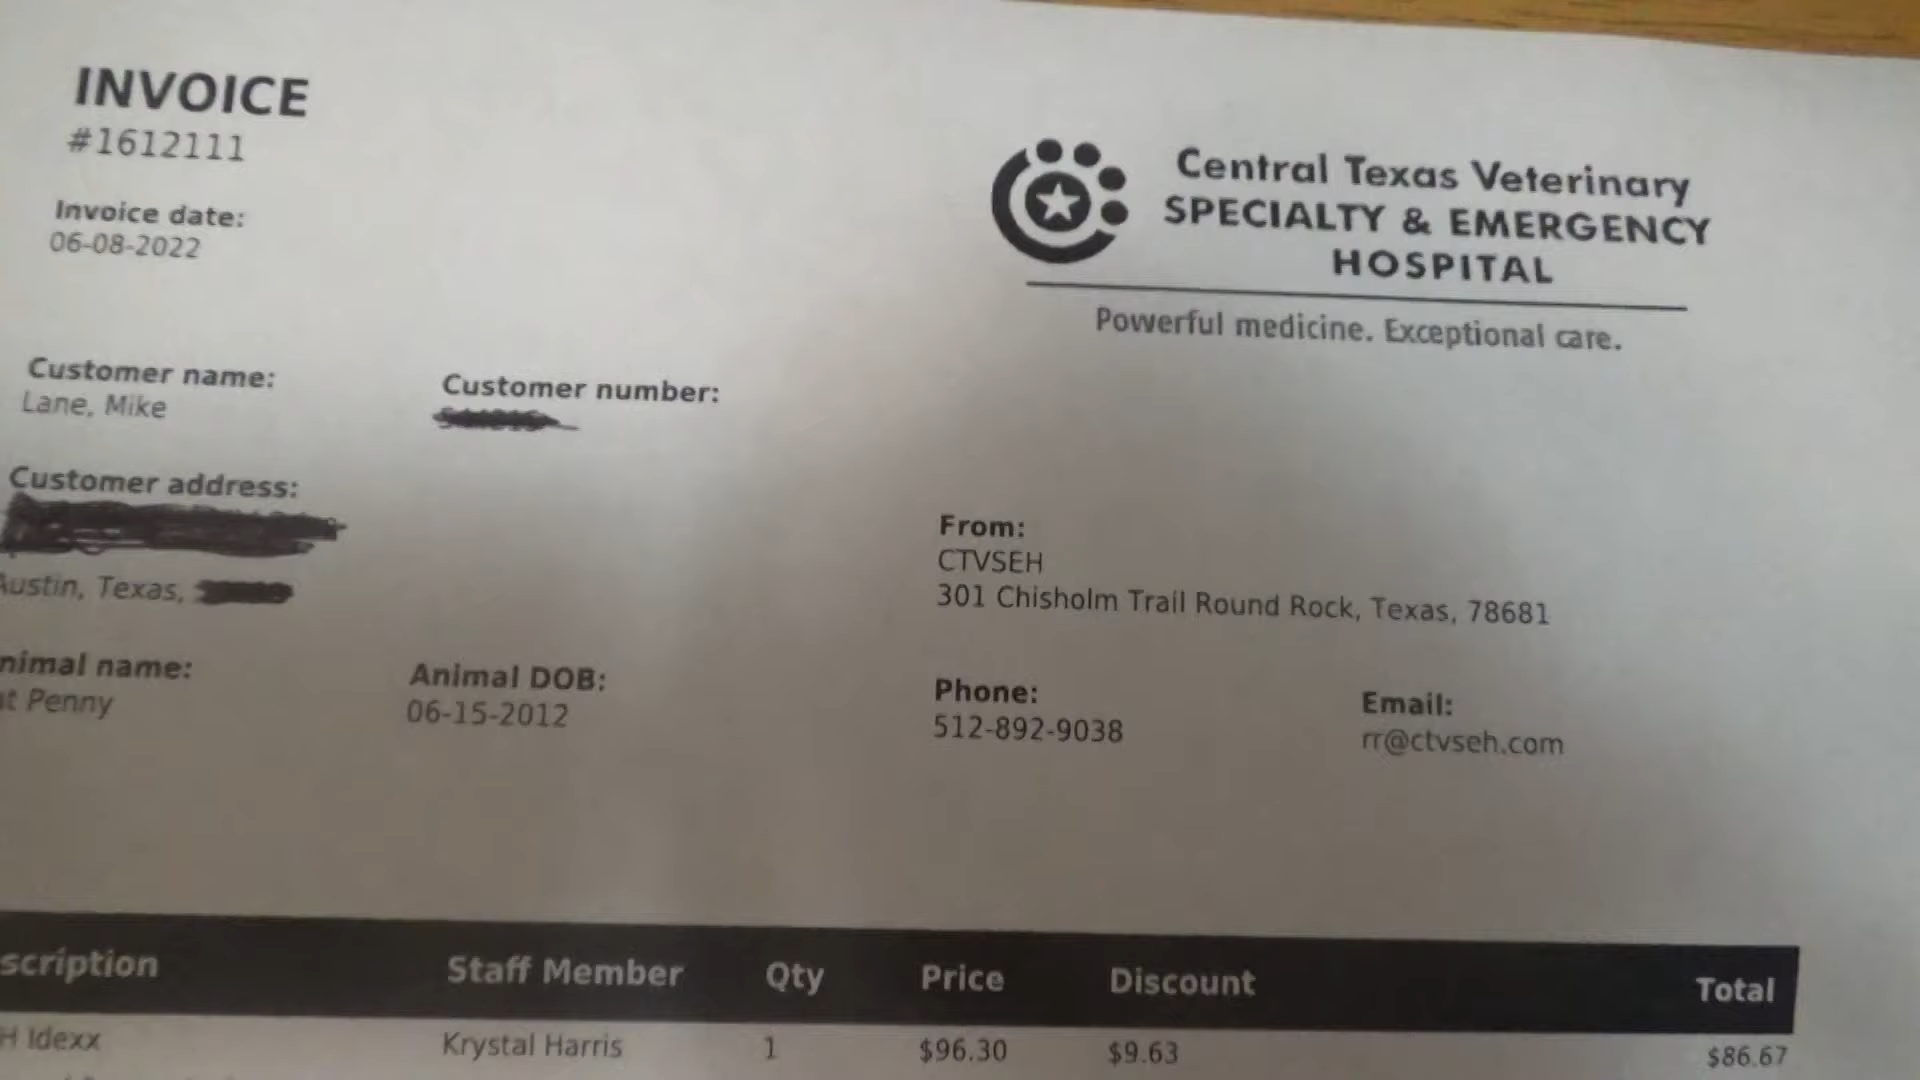 INVOICE
#1612111
Invoice date:
06-08-2022
Central Texas Veterinary
SPECIALTY & EMERGENCY
HOSPITAL
Powerful medicine. Exceptional care.
Customer name:
Lane, Mike
Customer number:
Customer address:
Austin, Texas,
From:
CTVSEH
301 Chisholm Trail Round Rock, Texas, 78681
nimal name:
at Penny
Animal DOB:
06-15-2012
Phone:
512-892-9038
Email:
rr@ctvseh.com
scription Staff Member Qty Price Discount Total
H Idexx Krystal Harris 1 $96.30 $9.63 $86.67